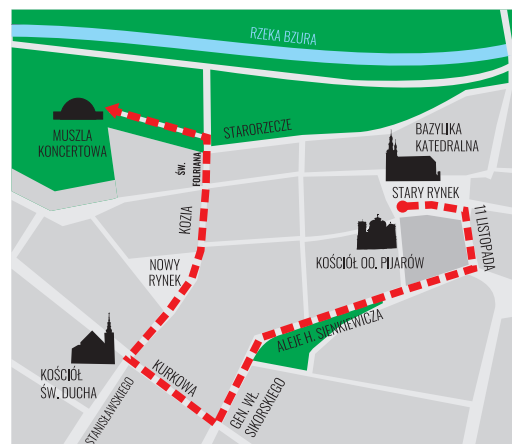 RZEKA BZURA
MUSZLA
KONCERTOWA
STARORZECZE
BAZYLIKA
KATEDRALNA
ŚW.
FOLRIANA
STARY RYNEK
KOZIA
11 LISTOPADA
KOŚCIÓŁ OO. PIJARÓW
NOWY
RYNEK
ALEJE H. SIENKIEWICZA
KOŚCIÓŁ
ŚW. DUCHA
KURKOWA
GEN. WŁ.
SIKORSKIEGO
STANISŁAWSKIEGO